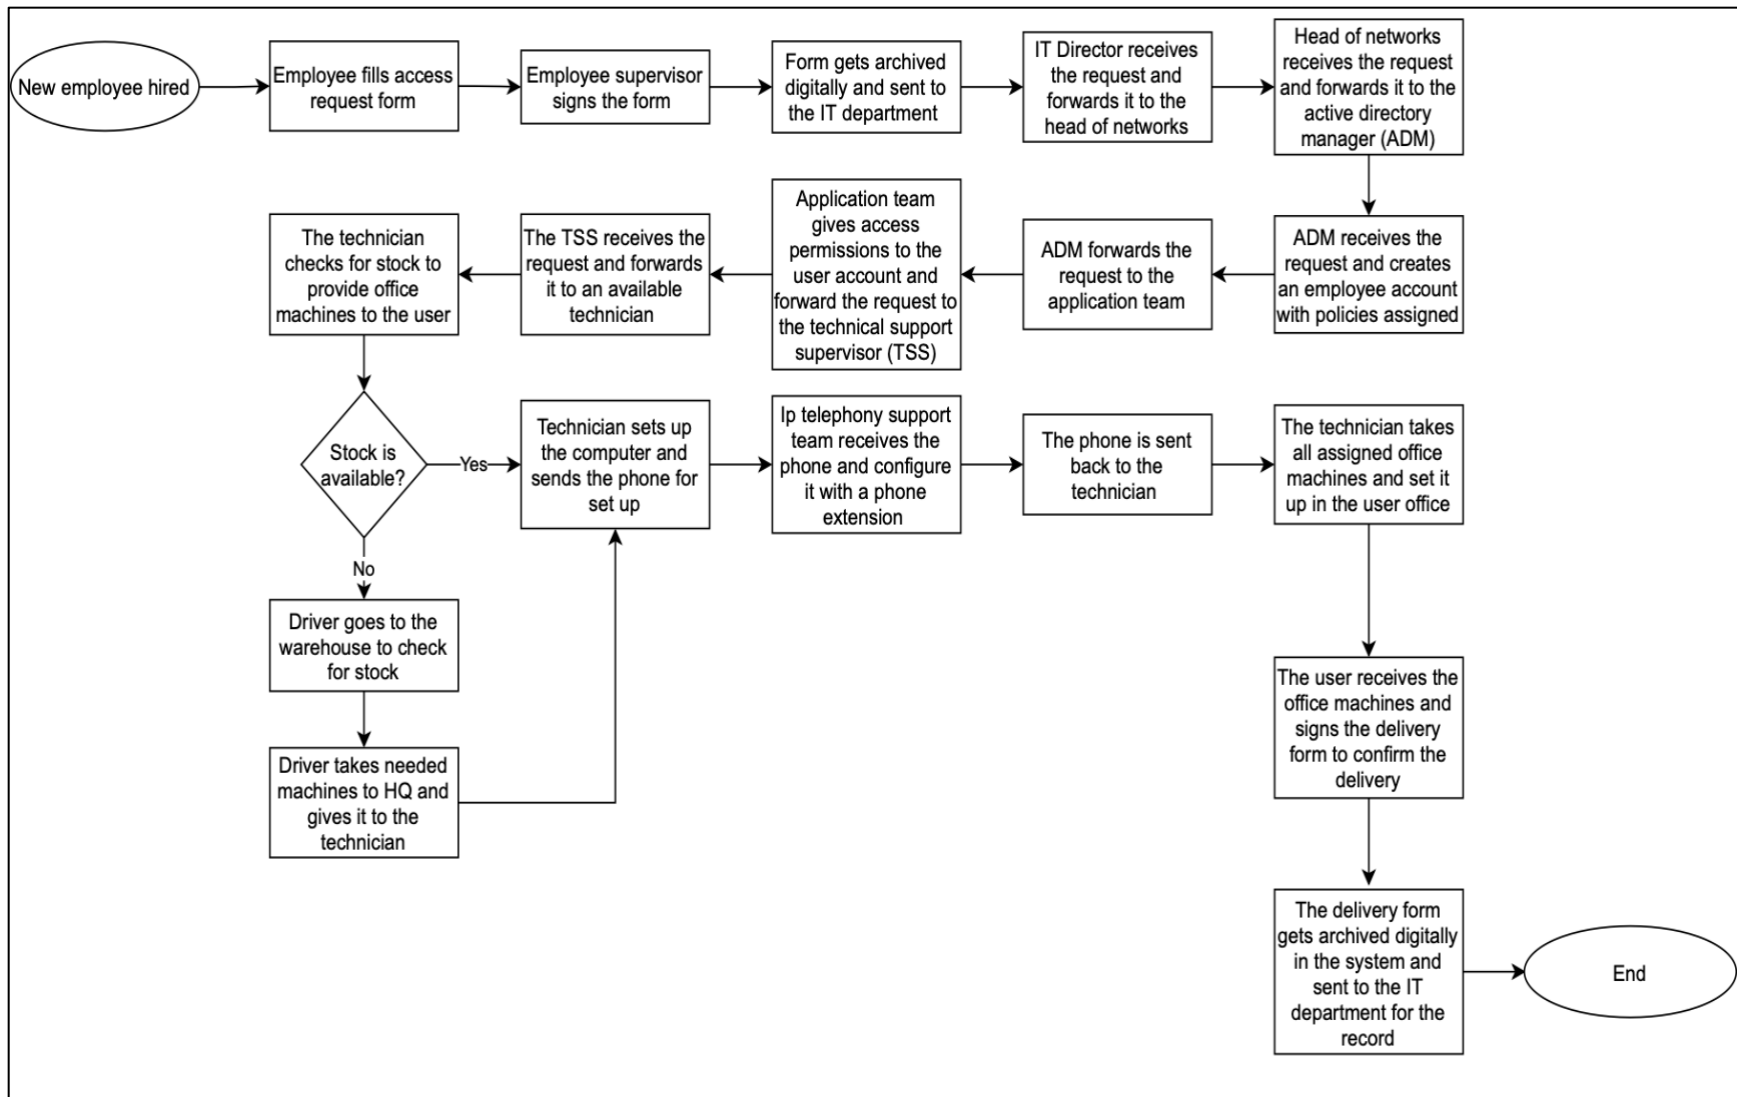 New employee hired
Employee fills access
request form
Employee supervisor
signs the form
Form gets archived
digitally and sent to
the IT department
IT Director receives
the request and
forwards it to the
head of networks
Head of networks
receives the request
and forwards it to the
active directory
manager (ADM)
ADM receives the
request and creates
an employee account
with policies assigned
ADM forwards the
request to the
application team
Application team
gives access
permissions to the
user account and
forward the request to
the technical support
supervisor (TSS)
The TSS receives the
request and forwards
it to an available
technician
The technician
checks for stock to
provide office
machines to the user
Stock is
available?
Yes
No
Driver goes to the
warehouse to check
for stock
Driver takes needed
machines to HQ and
gives it to the
technician
Technician sets up
the computer and
sends the phone for
set up
Ip telephony support
team receives the
phone and configure
it with a phone
extension
The phone is sent
back to the
technician
The technician takes
all assigned office
machines and set it
up in the user office
The user receives the
office machines and
signs the delivery
form to confirm the
delivery
The delivery form
gets archived digitally
in the system and
sent to the IT
department for the
record
End